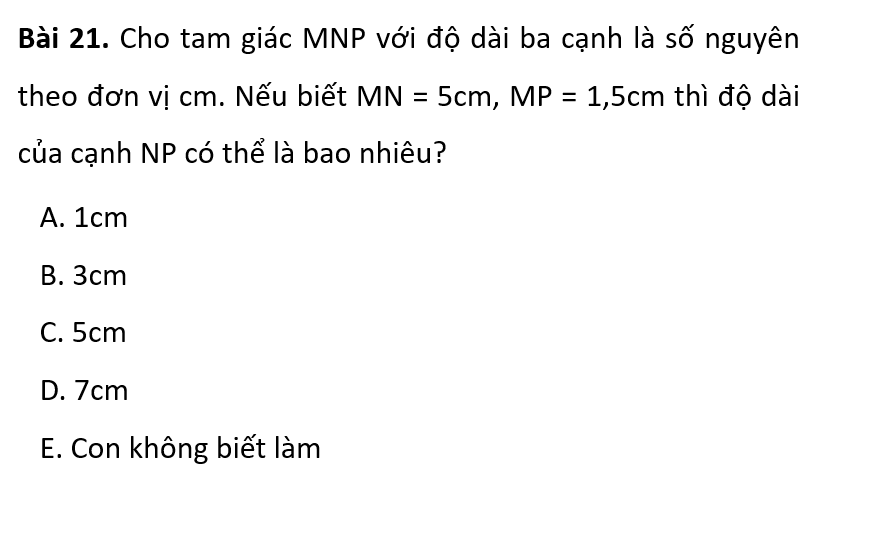 Bài 21. Cho tam giác MNP với độ dài ba cạnh là số nguyên
theo đơn vị cm. Nếu biết MN = 5cm, MP = 1,5cm thì độ dài
của cạnh NP có thể là bao nhiêu?
A. 1cm
B. 3cm
C. 5cm
D. 7cm
E. Con không biết làm